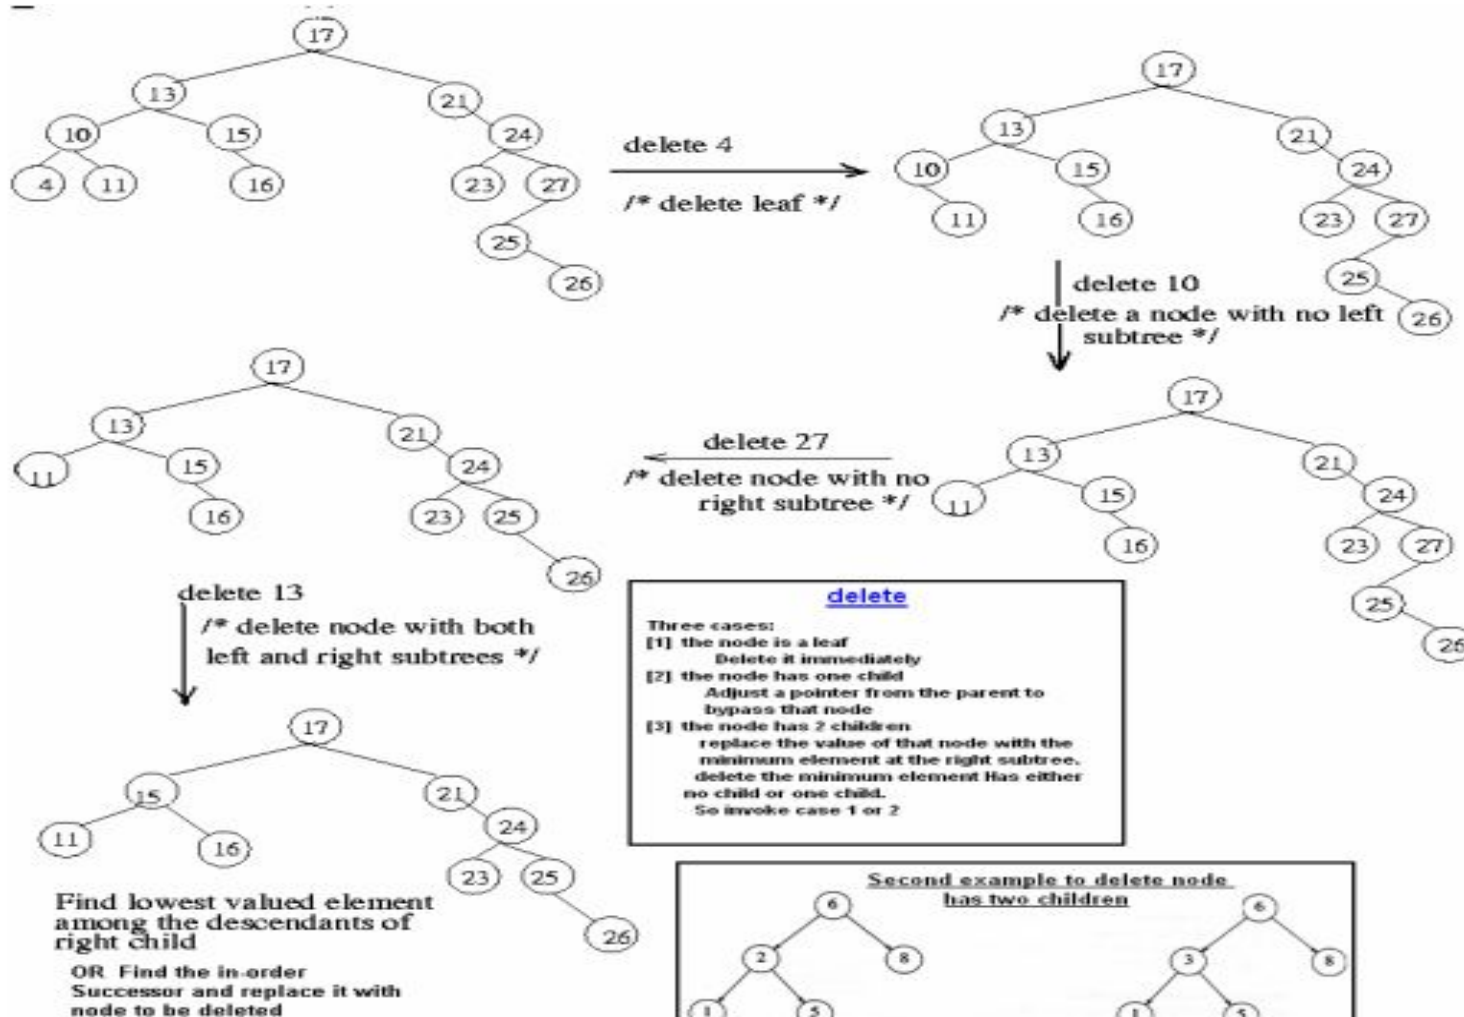 17
13 21
10 15 24
4 11 16 23 27
25
26
delete 4
/* delete leaf */
17
13 21
10 15 24
11 16 23 27
25
26
delete 10
/* delete a node with no left
subtree */
17
13 21
11 15 24
16 23 27
25
26
delete 27
/* delete node with no
right subtree */
17
13 21
11 15 24
16 23 25
26
delete 13
/* delete node with both
left and right subtrees */
17
15 21
11 16 24
23 25
26
Find lowest valued element
among the descendants of
right child
OR Find the in-order
Successor and replace it with
node to be deleted
delete
Three cases:
[1] the node is a leaf
Delete it immediately
[2] the node has one child
Adjust a pointer from the parent to
bypass that node
[3] the node has 2 children
replace the value of that node with the
minimum element at the right subtree.
delete the minimum element Has either
no child or one child.
So invoke case 1 or 2
Second example to delete node
has two children
6
2 8
1 5
6
3 8
1 5